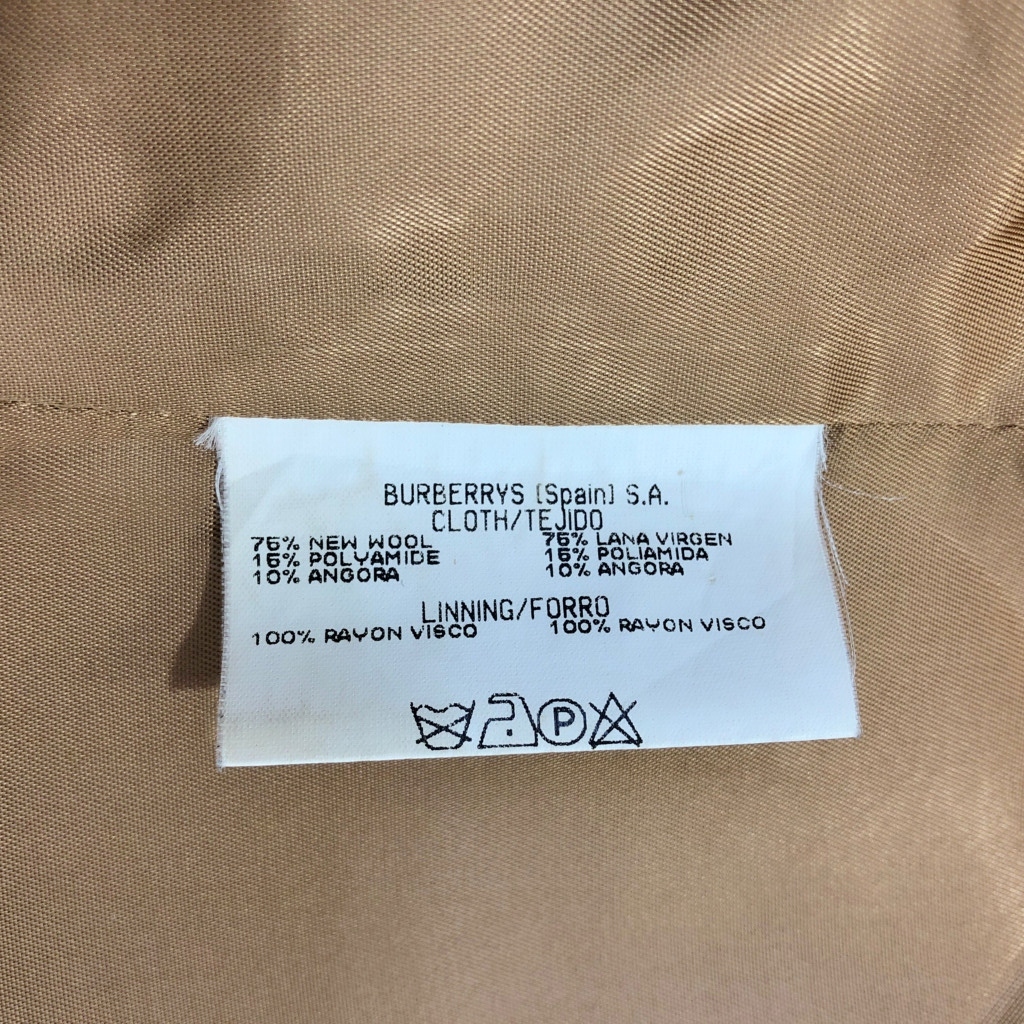 BURBERRYS (Spain) S.A.
CLOTH/TEJIDO
75% NEW WOOL 75% LANA VIRGEN
15% POLYAMIDE 15% POLIAMIDA
10% ANGORA 10% ANGORA
LINNING/FORRO
100% RAYON VISCO 100% RAYON VISCO
P